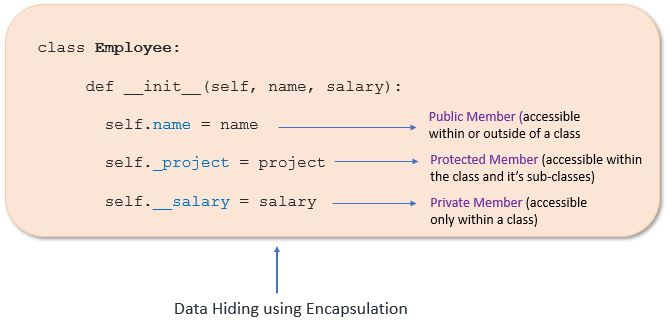 class Employee:
def __init__(self, name, salary):
self.name = name
Public Member (accessible
within or outside of a class
self._project = project
Protected Member (accessible within
the class and it's sub-classes)
self.__salary = salary
Private Member (accessible
only within a class)
Data Hiding using Encapsulation